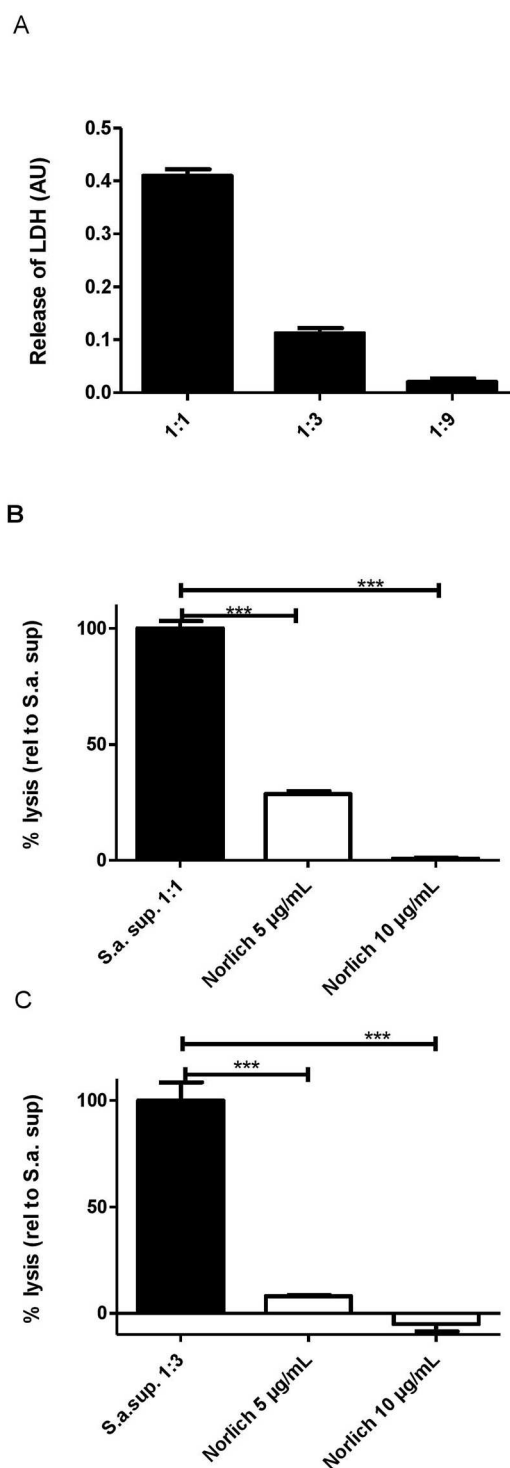 A
Release of LDH (AU)
0.5
0.4
0.3
0.2
0.1
0.0
1:1
1:3
1:9
B
***
***
% lysis (rel to S.a. sup)
100
50
0
S.a. sup. 1:1
Norlich 5 µg/mL
Norlich 10 µg/mL
C
***
***
% lysis (rel to S.a. sup)
100
50
0
S.a.sup. 1:3
Norlich 5 µg/mL
Norlich 10 µg/mL